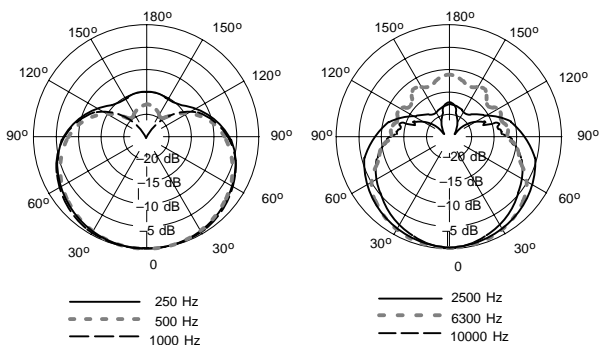 180º
150º 150º
120º 120º
90º 90º
–20 dB
–15 dB
60º 60º
–10 dB
–5 dB
30º 30º
0
250 Hz
500 Hz
1000 Hz
180º
150º 150º
120º 120º
90º 90º
–20 dB
–15 dB
60º 60º
–10 dB
–5 dB
30º 30º
0
2500 Hz
6300 Hz
10000 Hz